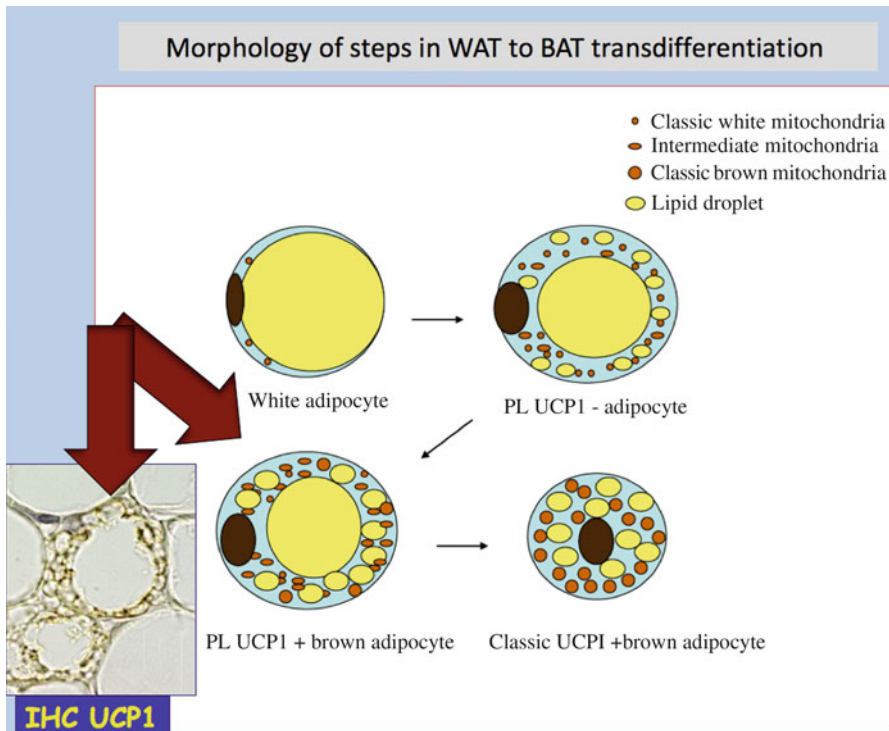 Morphology of steps in WAT to BAT transdifferentiation
Classic white mitochondria
Intermediate mitochondria
Classic brown mitochondria
Lipid droplet
White adipocyte
PL UCP1 - adipocyte
PL UCP1 + brown adipocyte
Classic UCPI +brown adipocyte
IHC UCP1